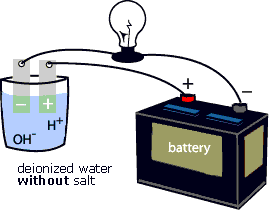 + −
− +
H⁺
OH⁻
battery
deionized water
without salt